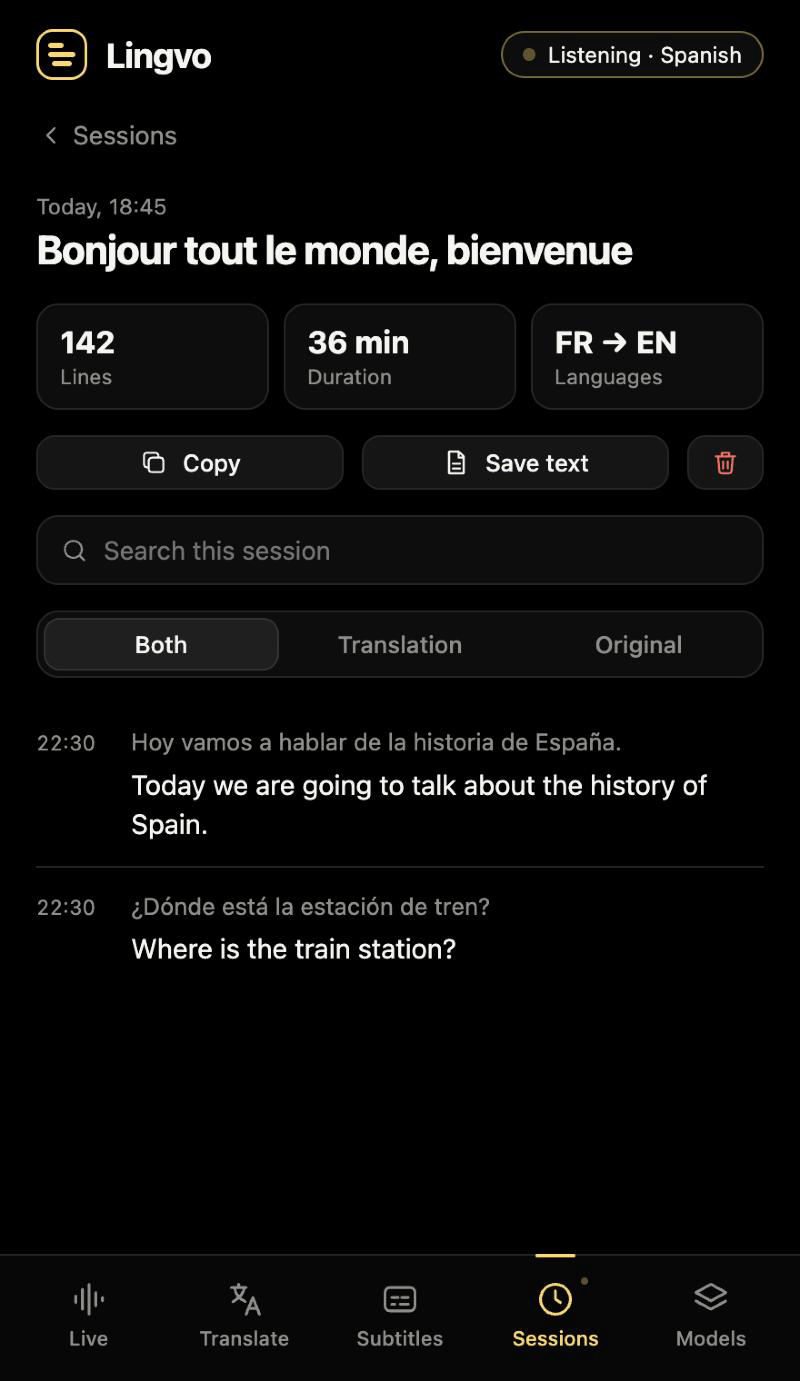 Lingvo
Listening · Spanish
Sessions
Today, 18:45
Bonjour tout le monde, bienvenue
142
Lines
36 min
Duration
FR → EN
Languages
Copy
Save text
Search this session
Both
Translation
Original
22:30
Hoy vamos a hablar de la historia de España.
Today we are going to talk about the history of
Spain.
22:30
¿Dónde está la estación de tren?
Where is the train station?
Live
Translate
Subtitles
Sessions
Models